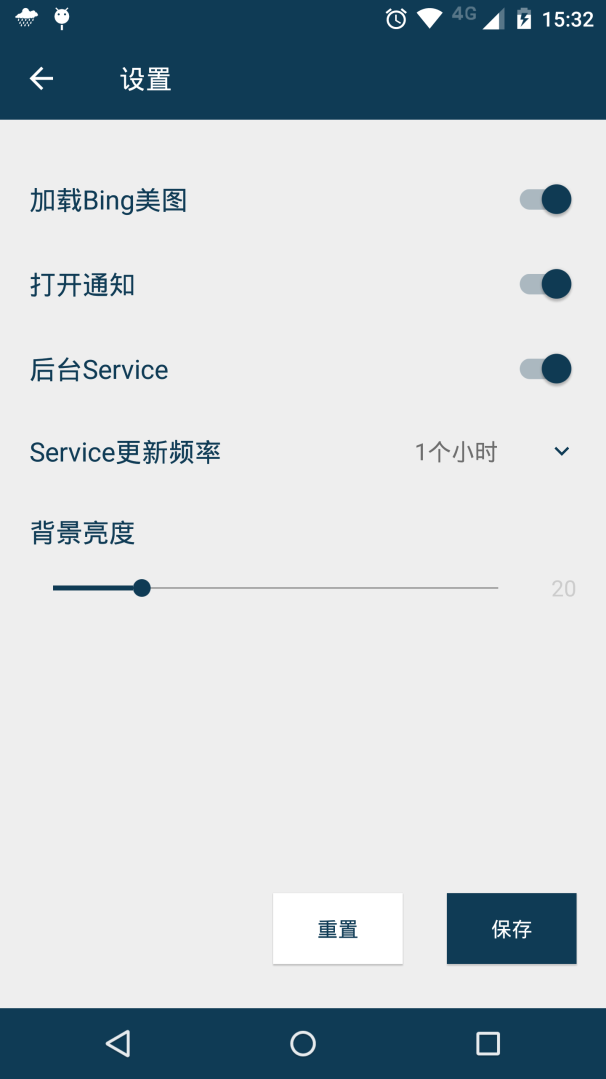 4G 15:32
设置
加载Bing美图
打开通知
后台Service
Service更新频率 1个小时
背景亮度
20
重置 保存